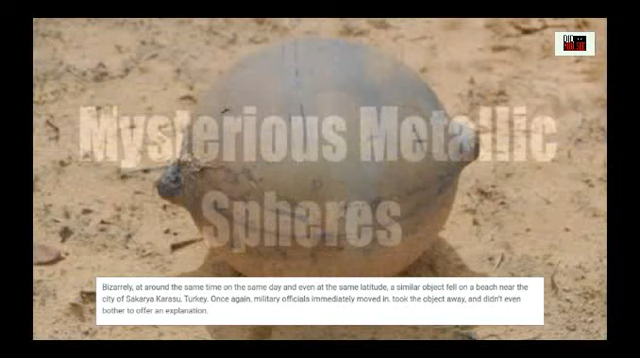 Mysterious Metallic
Spheres
Bizarrely, at around the same time on the same day and even at the same latitude, a similar object fell on a beach near the
city of Sakarya Karasu, Turkey. Once again, military officials immediately moved in, took the object away, and didn't even
bother to offer an explanation.